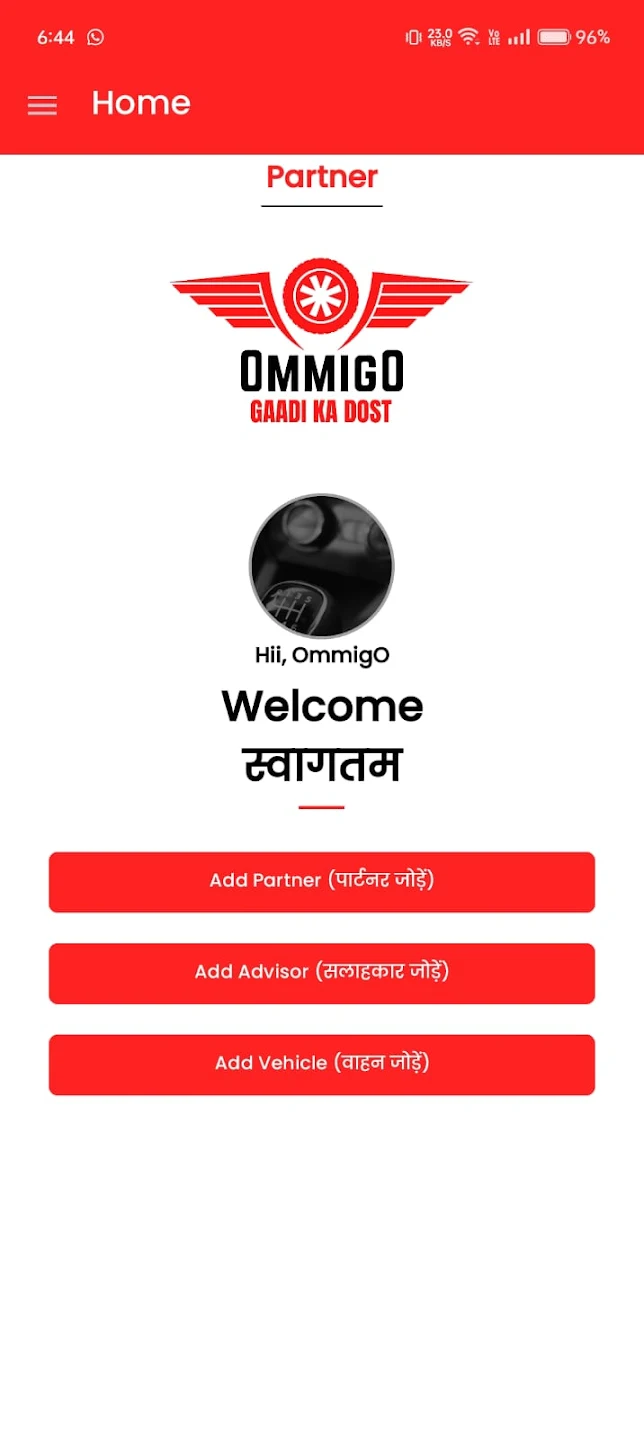 6:44
23.0
KB/S
Vo
LTE
96%
Home
Partner
OMMIGO
GAADI KA DOST
Hii, OmmigO
Welcome
स्वागतम
Add Partner (पार्टनर जोड़ें)
Add Advisor (सलाहकार जोड़ें)
Add Vehicle (वाहन जोड़ें)